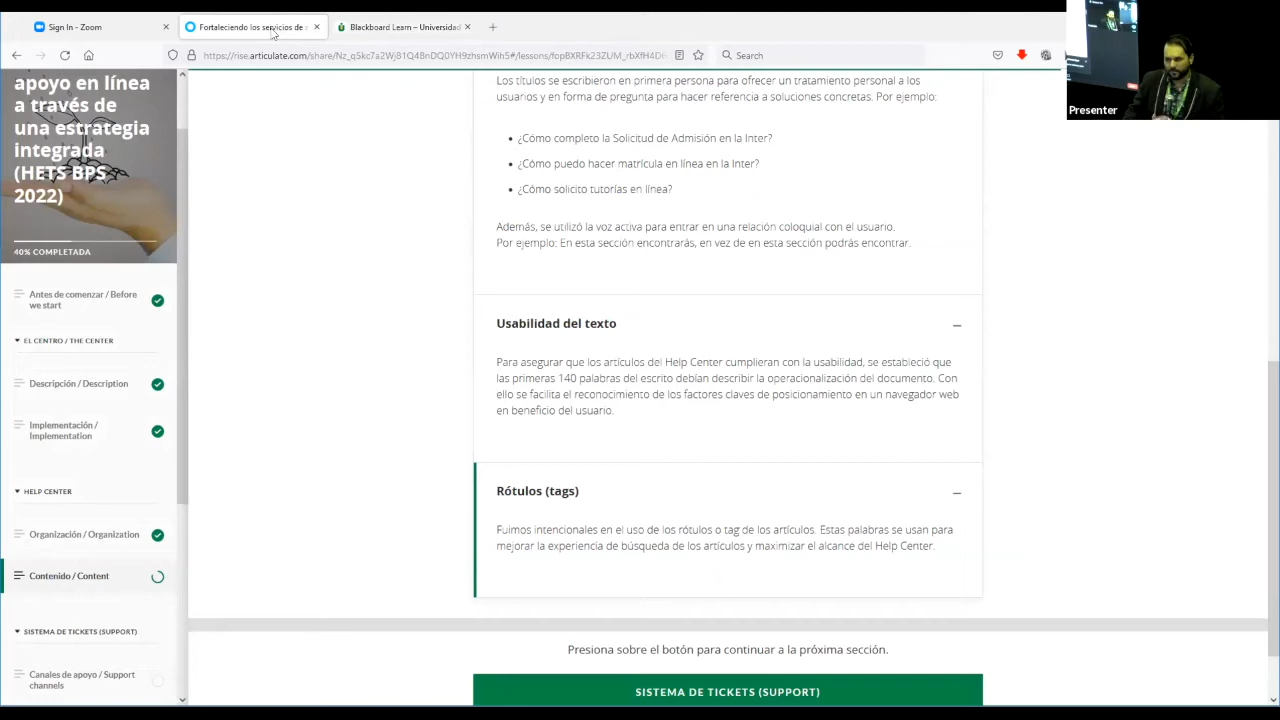 Sign In - Zoom
Fortaleciendo los servicios de a
Blackboard Learn – Universidad
https://rise.articulate.com/share/
Search
Presenter
apoyo en línea
a través de
una estrategia
integrada
(HETS BPS
2022)
40% COMPLETADA
Antes de comenzar / Before
we start
EL CENTRO / THE CENTER
Descripción / Description
Implementación /
Implementation
HELP CENTER
Organización / Organization
Contenido / Content
SISTEMA DE TICKETS (SUPPORT)
Canales de apoyo / Support
channels
Los títulos se escribieron en primera persona para ofrecer un tratamiento personal a los
usuarios y en forma de pregunta para hacer referencia a soluciones concretas. Por ejemplo:
• ¿Cómo completo la Solicitud de Admisión en la Inter?
• ¿Cómo puedo hacer matrícula en línea en la Inter?
• ¿Cómo solicito tutorías en línea?
Además, se utilizó la voz activa para entrar en una relación coloquial con el usuario.
Por ejemplo: En esta sección encontrarás, en vez de en esta sección podrás encontrar.
Usabilidad del texto
Para asegurar que los artículos del Help Center cumplieran con la usabilidad, se estableció que
las primeras 140 palabras del escrito debían describir la operacionalización del documento. Con
ello se facilita el reconocimiento de los factores claves de posicionamiento en un navegador web
en beneficio del usuario.
Rótulos (tags)
Fuimos intencionales en el uso de los rótulos o tag de los artículos. Estas palabras se usan para
mejorar la experiencia de búsqueda de los artículos y maximizar el alcance del Help Center.
Presiona sobre el botón para continuar a la próxima sección.
SISTEMA DE TICKETS (SUPPORT)